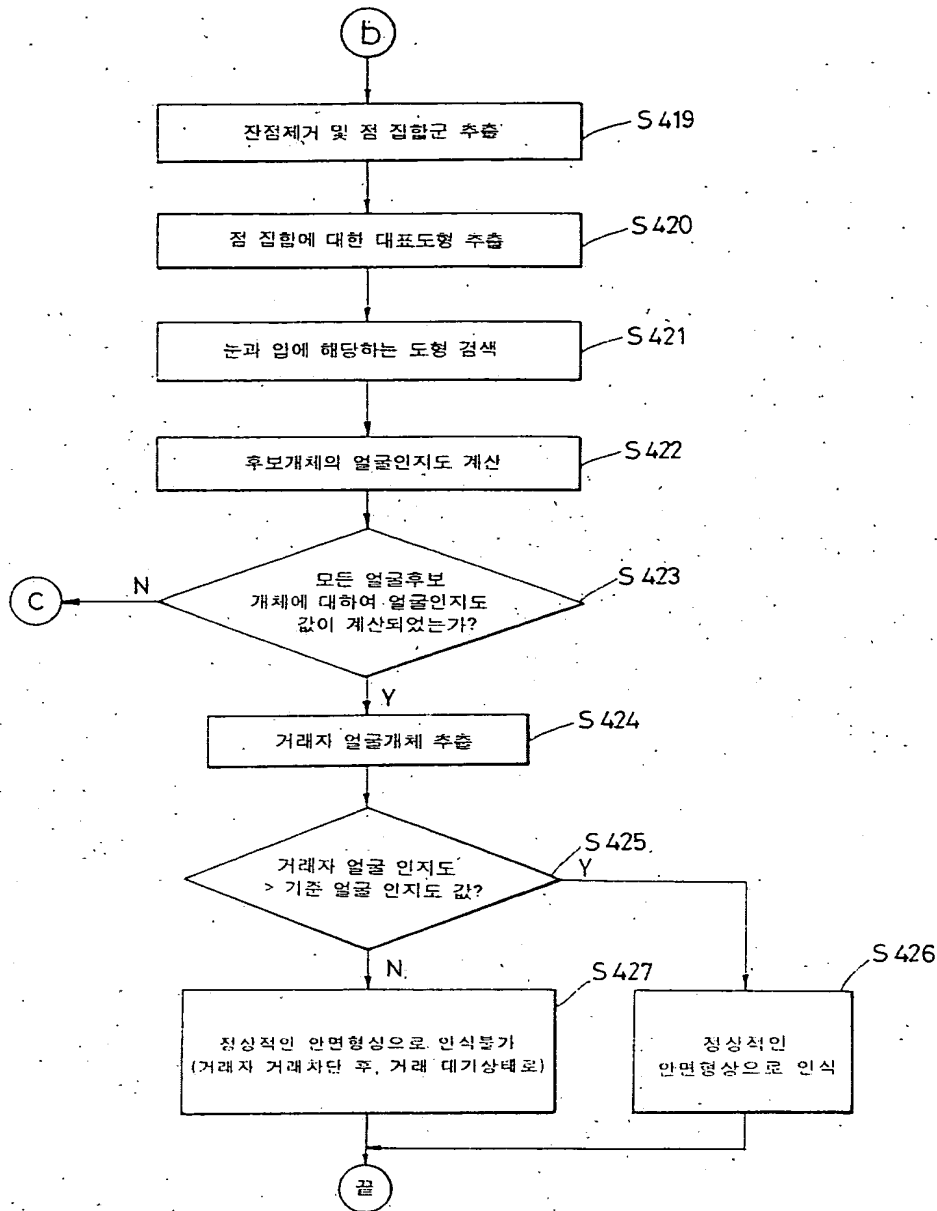 b
잔점제거 및 점 집합군 추출
S419
점 집합에 대한 대표도형 추출
S420
눈과 입에 해당하는 도형 검색
S421
후보개체의 얼굴인지도 계산
S422
모든 얼굴후보
개체에 대하여 얼굴인지도
값이 계산되었는가?
S423
N
C
Y
거래자 얼굴개체 추출
S424
거래자 얼굴 인지도
> 기준 얼굴 인지도 값?
S425
Y
N
S427
S426
정상적인 안면형상으로 인식불가
(거래자 거래차단 후, 거래 대기상태로)
정상적인
안면형상으로 인식
끝